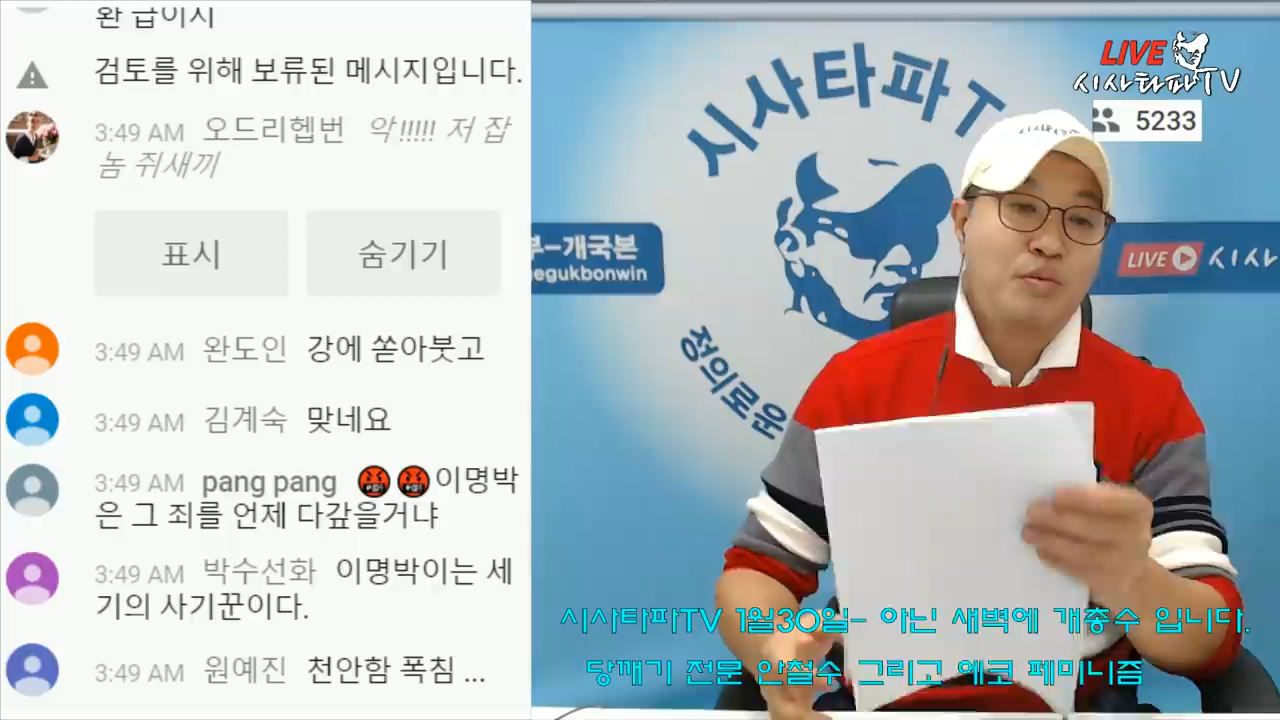 완 납이지
검토를 위해 보류된 메시지입니다.
3:49 AM 오드리헵번 악!!!!! 저 잡
놈 쥐새끼
표시
숨기기
3:49 AM 완도인 강에 쏟아붓고
3:49 AM 김계숙 맞네요
3:49 AM pang pang 이명박
은 그 죄를 언제 다갚을거냐
3:49 AM 박수선화 이명박이는 세
기의 사기꾼이다.
3:49 AM 원예진 천안함 폭침 ...
시사타파T
LIVE
시사타파TV
5233
부-개국본
egukbonwin
LIVE 시사
정의로운
시사타파TV 1월30일- 아닌 새벽에 개총수 입니다.
당깨기 전문 안철수 그리고 에코 페미니즘